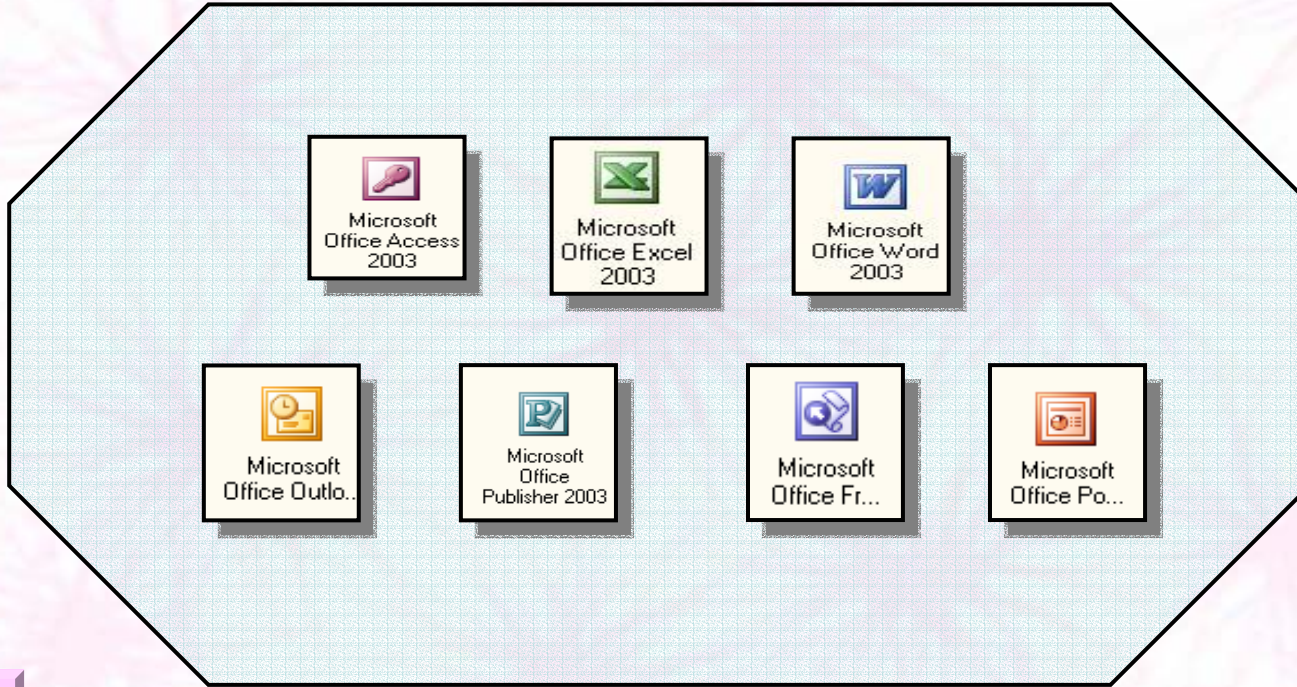 Microsoft
Office Access
2003
Microsoft
Office Excel
2003
Microsoft
Office Word
2003
Microsoft
Office Outlo..
Microsoft
Office
Publisher 2003
Microsoft
Office Fr...
Microsoft
Office Po...